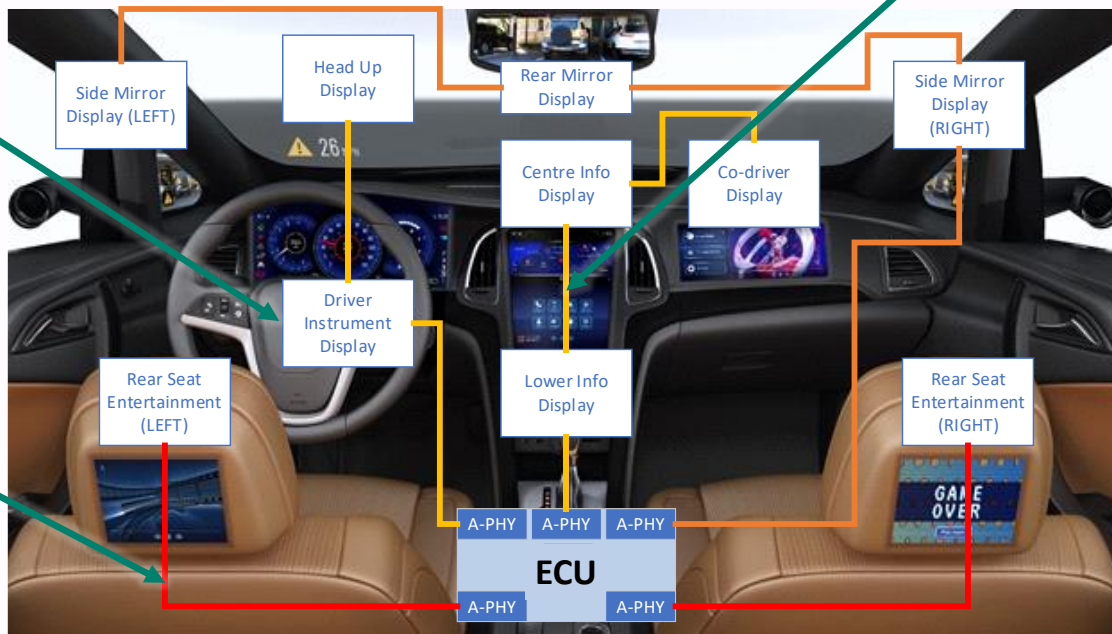 Head Up
Display
Side Mirror
Display (LEFT)
Rear Mirror
Display
Side Mirror
Display
(RIGHT)
26
Centre Info
Display
Co-driver
Display
Driver
Instrument
Display
Rear Seat
Entertainment
(LEFT)
Lower Info
Display
Rear Seat
Entertainment
(RIGHT)
GAME
OVER
A-PHY
A-PHY
A-PHY
ECU
A-PHY
A-PHY